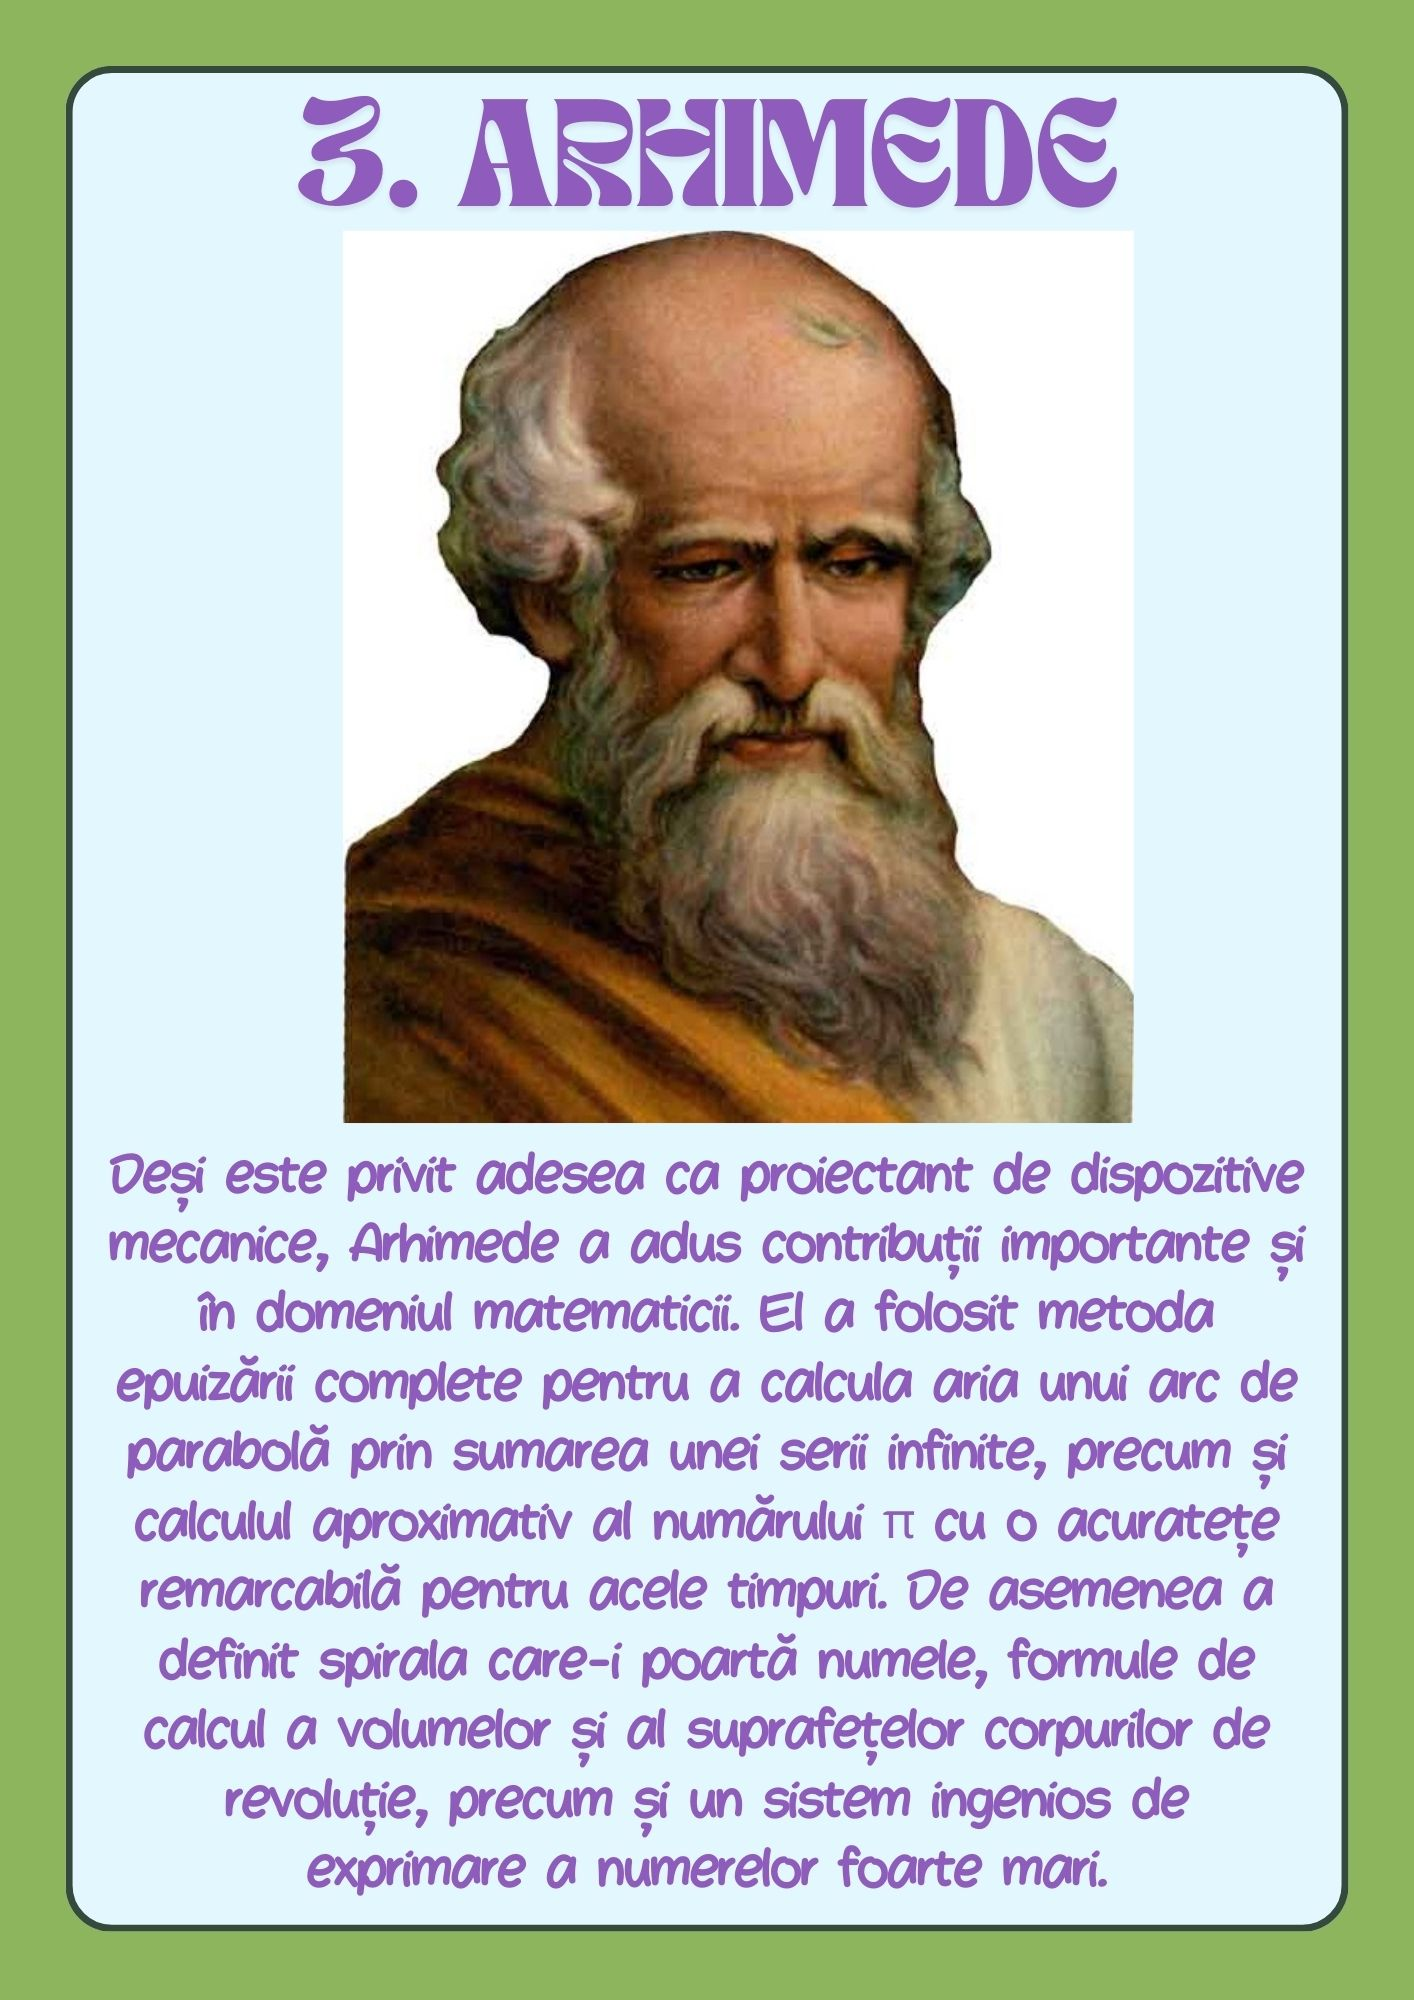 3. ARHIMEDE
Deși este privit adesea ca proiectant de dispozitive
mecanice, Arhimede a adus contribuții importante și
în domeniul matematicii. El a folosit metoda
epuizării complete pentru a calcula aria unui arc de
parabolă prin sumarea unei serii infinite, precum și
calculul aproximativ al numărului π cu o acuratețe
remarcabilă pentru acele timpuri. De asemenea a
definit spirala care-i poartă numele, formule de
calcul a volumelor și al suprafețelor corpurilor de
revoluție, precum și un sistem ingenios de
exprimare a numerelor foarte mari.